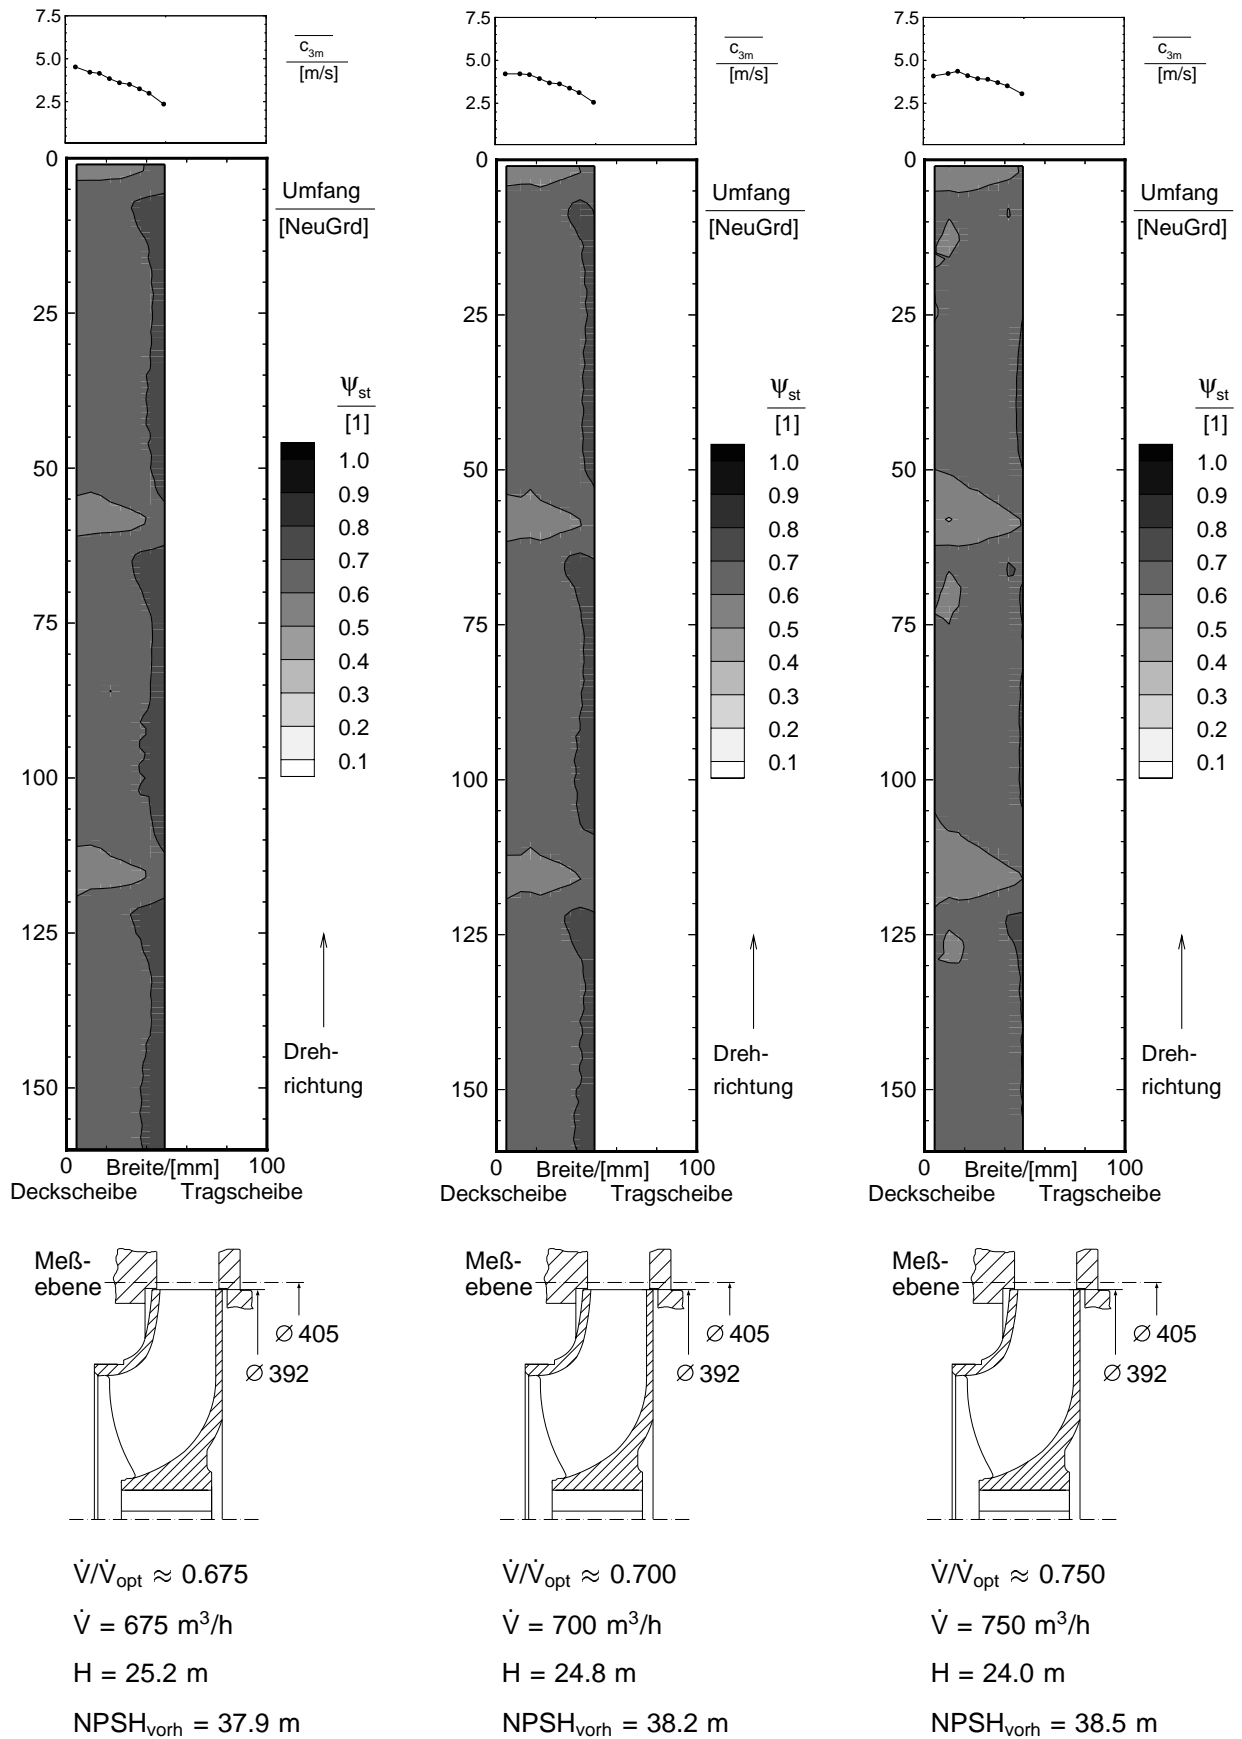 7.5
5.0
2.5
c3m
[m/s]
0
25
50
75
100
125
150
Umfang
[NeuGrd]
Ψst
[1]
1.0
0.9
0.8
0.7
0.6
0.5
0.4
0.3
0.2
0.1
Dreh-
richtung
0 Breite/[mm] 100
Deckscheibe Tragscheibe
Meß-
ebene
∅ 405
∅ 392
V̇/V̇opt ≈ 0.675
V̇ = 675 m³/h
H = 25.2 m
NPSHvorh = 37.9 m
7.5
5.0
2.5
c3m
[m/s]
0
25
50
75
100
125
150
Umfang
[NeuGrd]
Ψst
[1]
1.0
0.9
0.8
0.7
0.6
0.5
0.4
0.3
0.2
0.1
Dreh-
richtung
0 Breite/[mm] 100
Deckscheibe Tragscheibe
Meß-
ebene
∅ 405
∅ 392
V̇/V̇opt ≈ 0.700
V̇ = 700 m³/h
H = 24.8 m
NPSHvorh = 38.2 m
7.5
5.0
2.5
c3m
[m/s]
0
25
50
75
100
125
150
Umfang
[NeuGrd]
Ψst
[1]
1.0
0.9
0.8
0.7
0.6
0.5
0.4
0.3
0.2
0.1
Dreh-
richtung
0 Breite/[mm] 100
Deckscheibe Tragscheibe
Meß-
ebene
∅ 405
∅ 392
V̇/V̇opt ≈ 0.750
V̇ = 750 m³/h
H = 24.0 m
NPSHvorh = 38.5 m